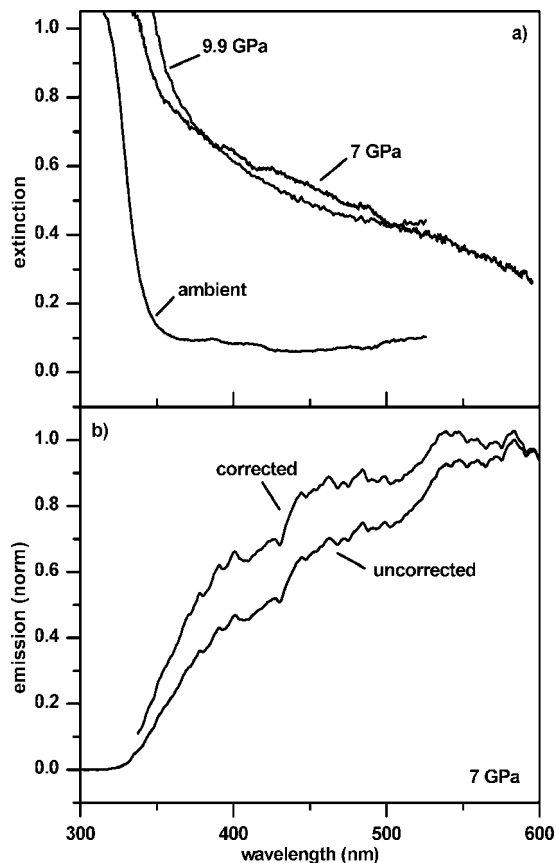 1.0
a)
9.9 GPa
0.8
0.6
7 GPa
extinction
0.4
ambient
0.2
0.0
b)
1.0
corrected
0.8
0.6
uncorrected
emission (norm)
0.4
0.2
0.0
7 GPa
300 400 500 600
wavelength (nm)